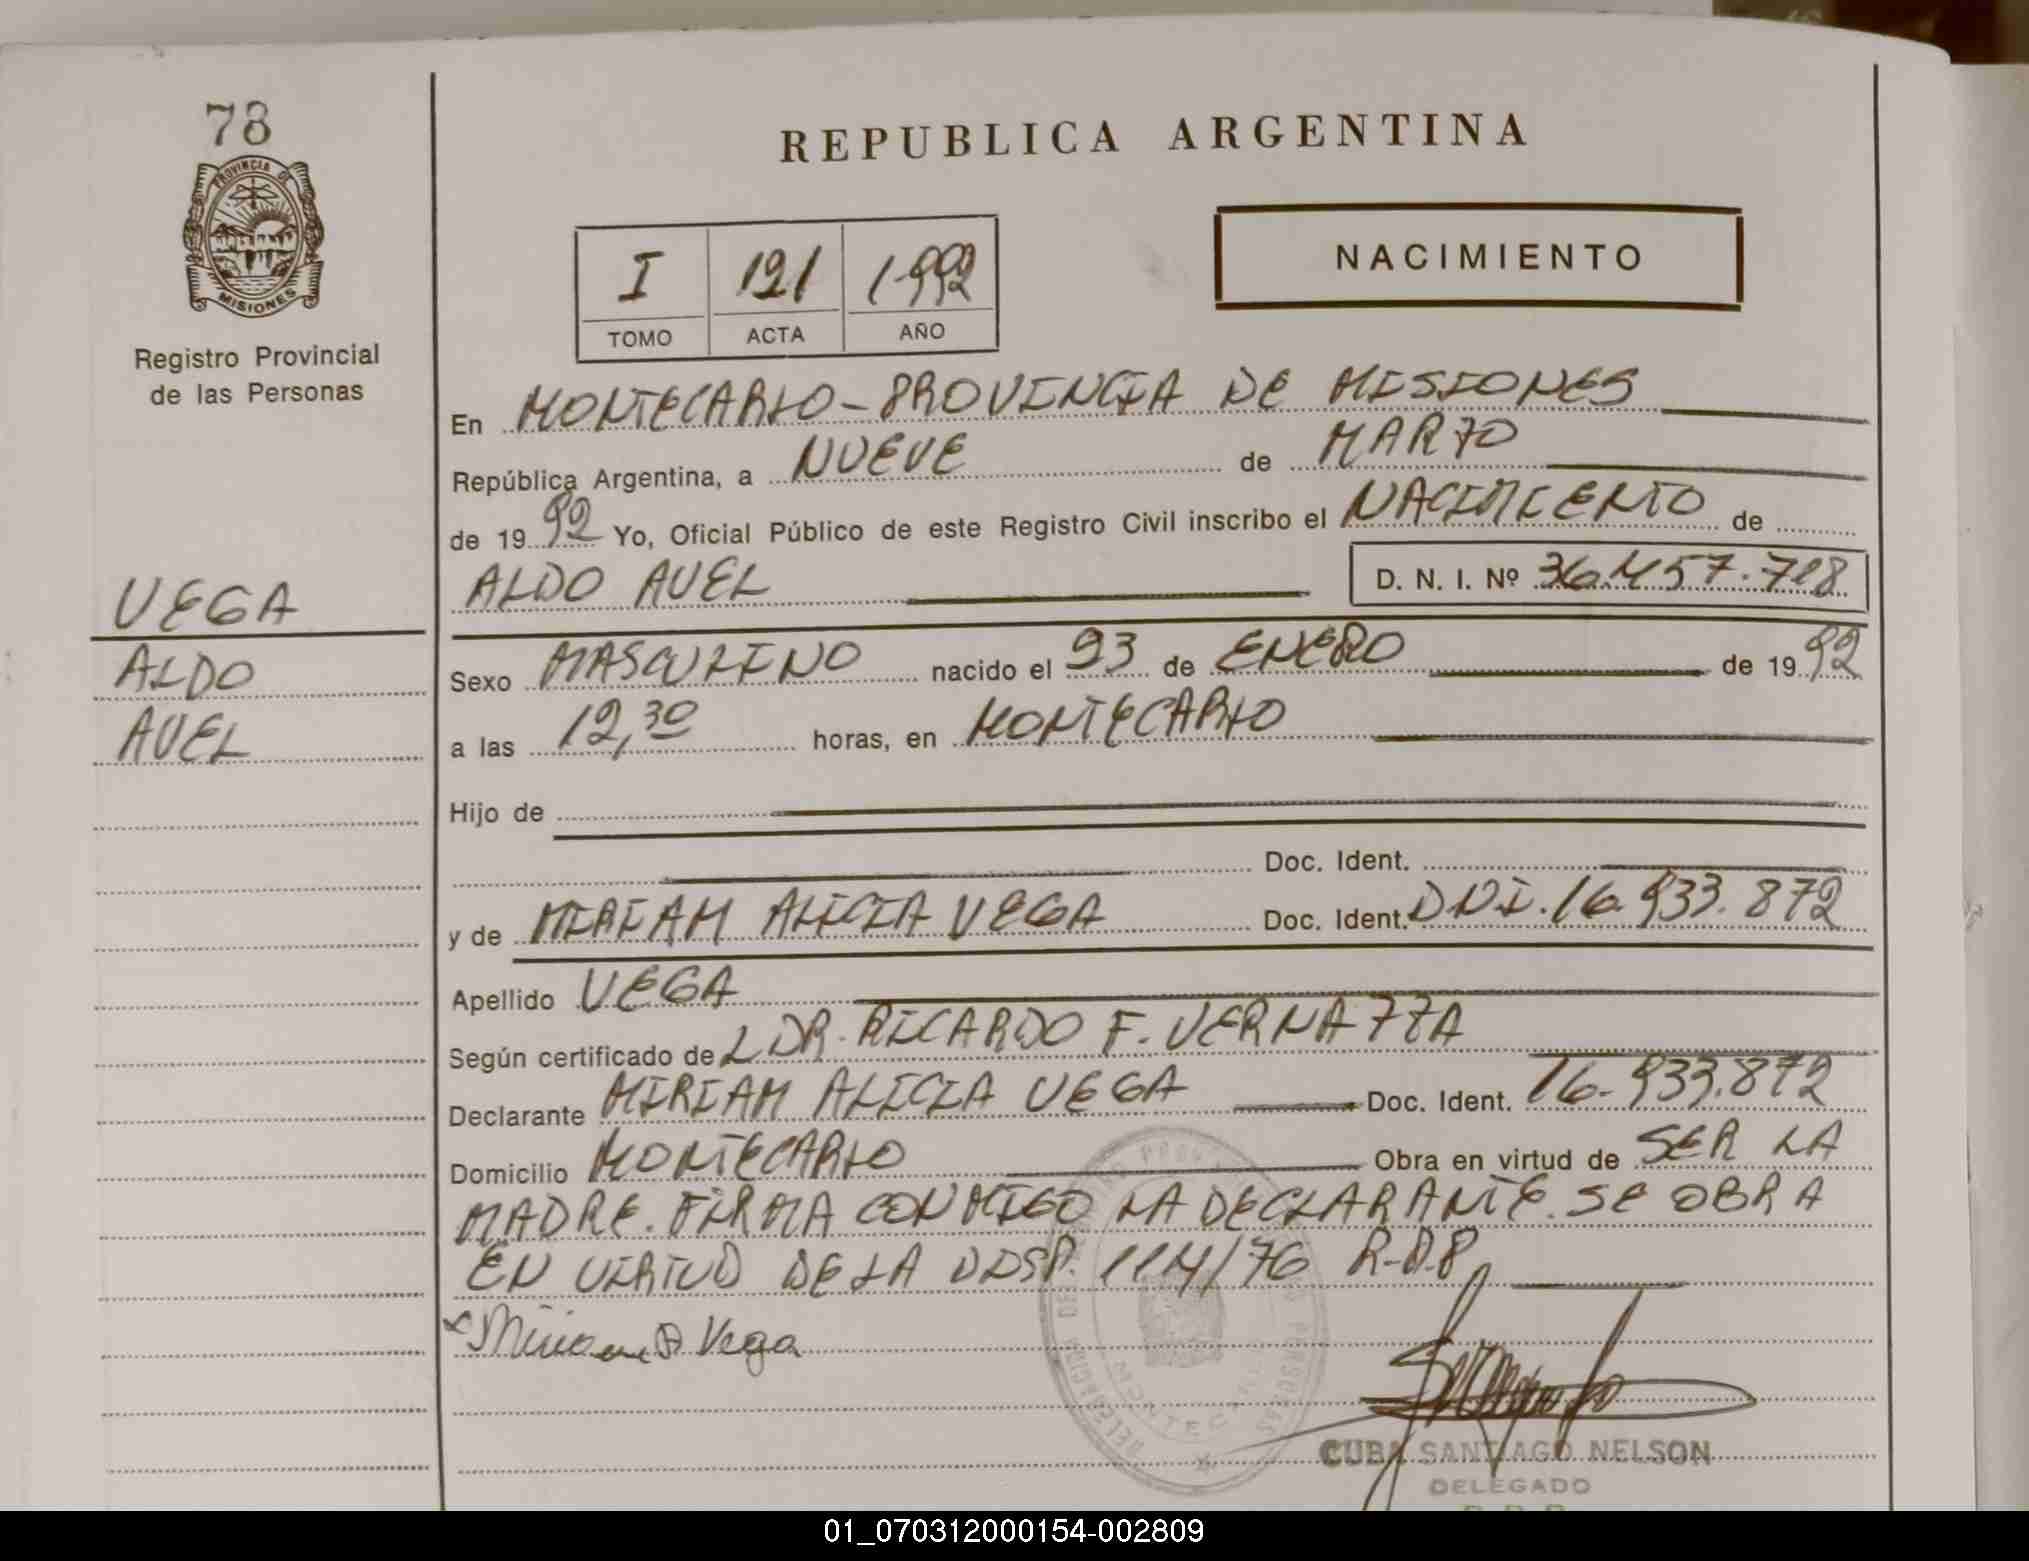 78
PROVINCIA DE
MISIONES
Registro Provincial
de las Personas
VEGA
ALDO
AVEL
REPUBLICA ARGENTINA
NACIMIENTO
I 121 1992
TOMO ACTA AÑO
En MONTECARLO - PROVINCIA DE MISIONES
República Argentina, a NUEVE de MARZO
de 1992 Yo, Oficial Público de este Registro Civil inscribo el NACIMIENTO de
ALDO AVEL D. N. I. Nº 36.457.718
Sexo MASCULINO nacido el 23 de ENERO de 1992
a las 12,30 horas, en MONTECARLO
Hijo de
Doc. Ident.
y de MIRIAM ALICIA VEGA Doc. Ident. DNI. 16.933.872
Apellido VEGA
Según certificado de L DR. RICARDO F. VERNAZZA
Declarante MIRIAM ALICIA VEGA Doc. Ident. 16.933.872
Domicilio MONTECARLO Obra en virtud de SER LA
MADRE. FIRMA CONMIGO LA DECLARANTE. SE OBRA
EN VIRTUD DE LA DISP. 114/76 R.P.P
Miriam A Vega
CUBA SANTIAGO NELSON
DELEGADO
01_070312000154-002809